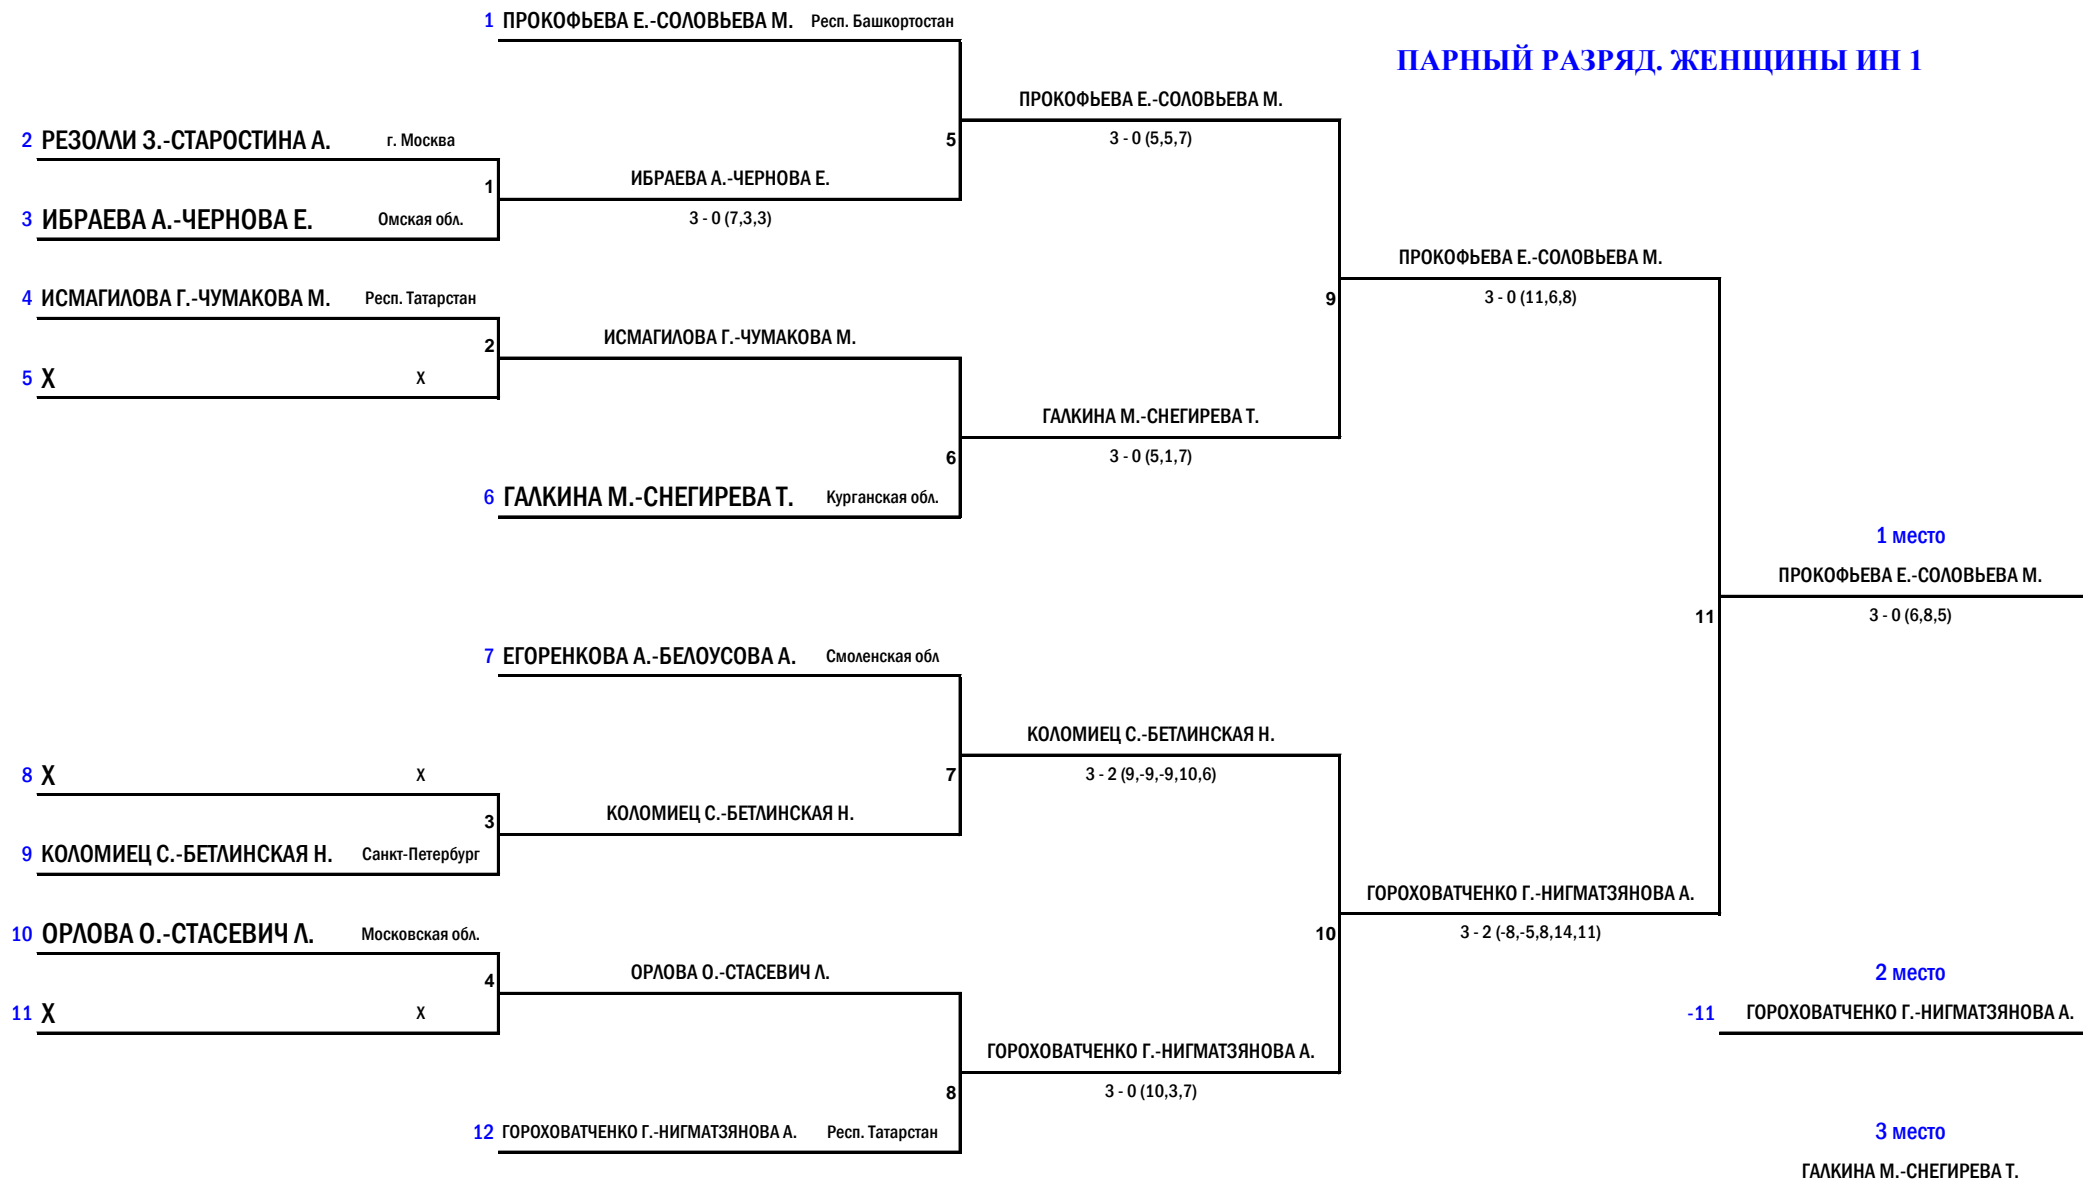 1 ПРОКОФЬЕВА Е.-СОЛОВЬЕВА М. Респ. Башкортостан
ПАРНЫЙ РАЗРЯД. ЖЕНЩИНЫ ИН 1
ПРОКОФЬЕВА Е.-СОЛОВЬЕВА М.
2 РЕЗОЛЛИ З.-СТАРОСТИНА А. г. Москва
5
3 - 0 (5,5,7)
ИБРАЕВА А.-ЧЕРНОВА Е.
1
3 ИБРАЕВА А.-ЧЕРНОВА Е. Омская обл.
3 - 0 (7,3,3)
ПРОКОФЬЕВА Е.-СОЛОВЬЕВА М.
4 ИСМАГИЛОВА Г.-ЧУМАКОВА М. Респ. Татарстан
9
3 - 0 (11,6,8)
ИСМАГИЛОВА Г.-ЧУМАКОВА М.
2
5 Х Х
ГАЛКИНА М.-СНЕГИРЕВА Т.
6
3 - 0 (5,1,7)
6 ГАЛКИНА М.-СНЕГИРЕВА Т. Курганская обл.
1 место
ПРОКОФЬЕВА Е.-СОЛОВЬЕВА М.
11
3 - 0 (6,8,5)
7 ЕГОРЕНКОВА А.-БЕЛОУСОВА А. Смоленская обл
КОЛОМИЕЦ С.-БЕТЛИНСКАЯ Н.
8 Х Х
7
3 - 2 (9,-9,-9,10,6)
КОЛОМИЕЦ С.-БЕТЛИНСКАЯ Н.
3
9 КОЛОМИЕЦ С.-БЕТЛИНСКАЯ Н. Санкт-Петербург
ГОРОХОВАТЧЕНКО Г.-НИГМАТЗЯНОВА А.
10 ОРЛОВА О.-СТАСЕВИЧ Л. Московская обл.
10
3 - 2 (-8,-5,8,14,11)
ОРЛОВА О.-СТАСЕВИЧ Л.
2 место
4
11 Х Х
-11 ГОРОХОВАТЧЕНКО Г.-НИГМАТЗЯНОВА А.
ГОРОХОВАТЧЕНКО Г.-НИГМАТЗЯНОВА А.
8
3 - 0 (10,3,7)
12 ГОРОХОВАТЧЕНКО Г.-НИГМАТЗЯНОВА А. Респ. Татарстан
3 место
ГАЛКИНА М.-СНЕГИРЕВА Т.